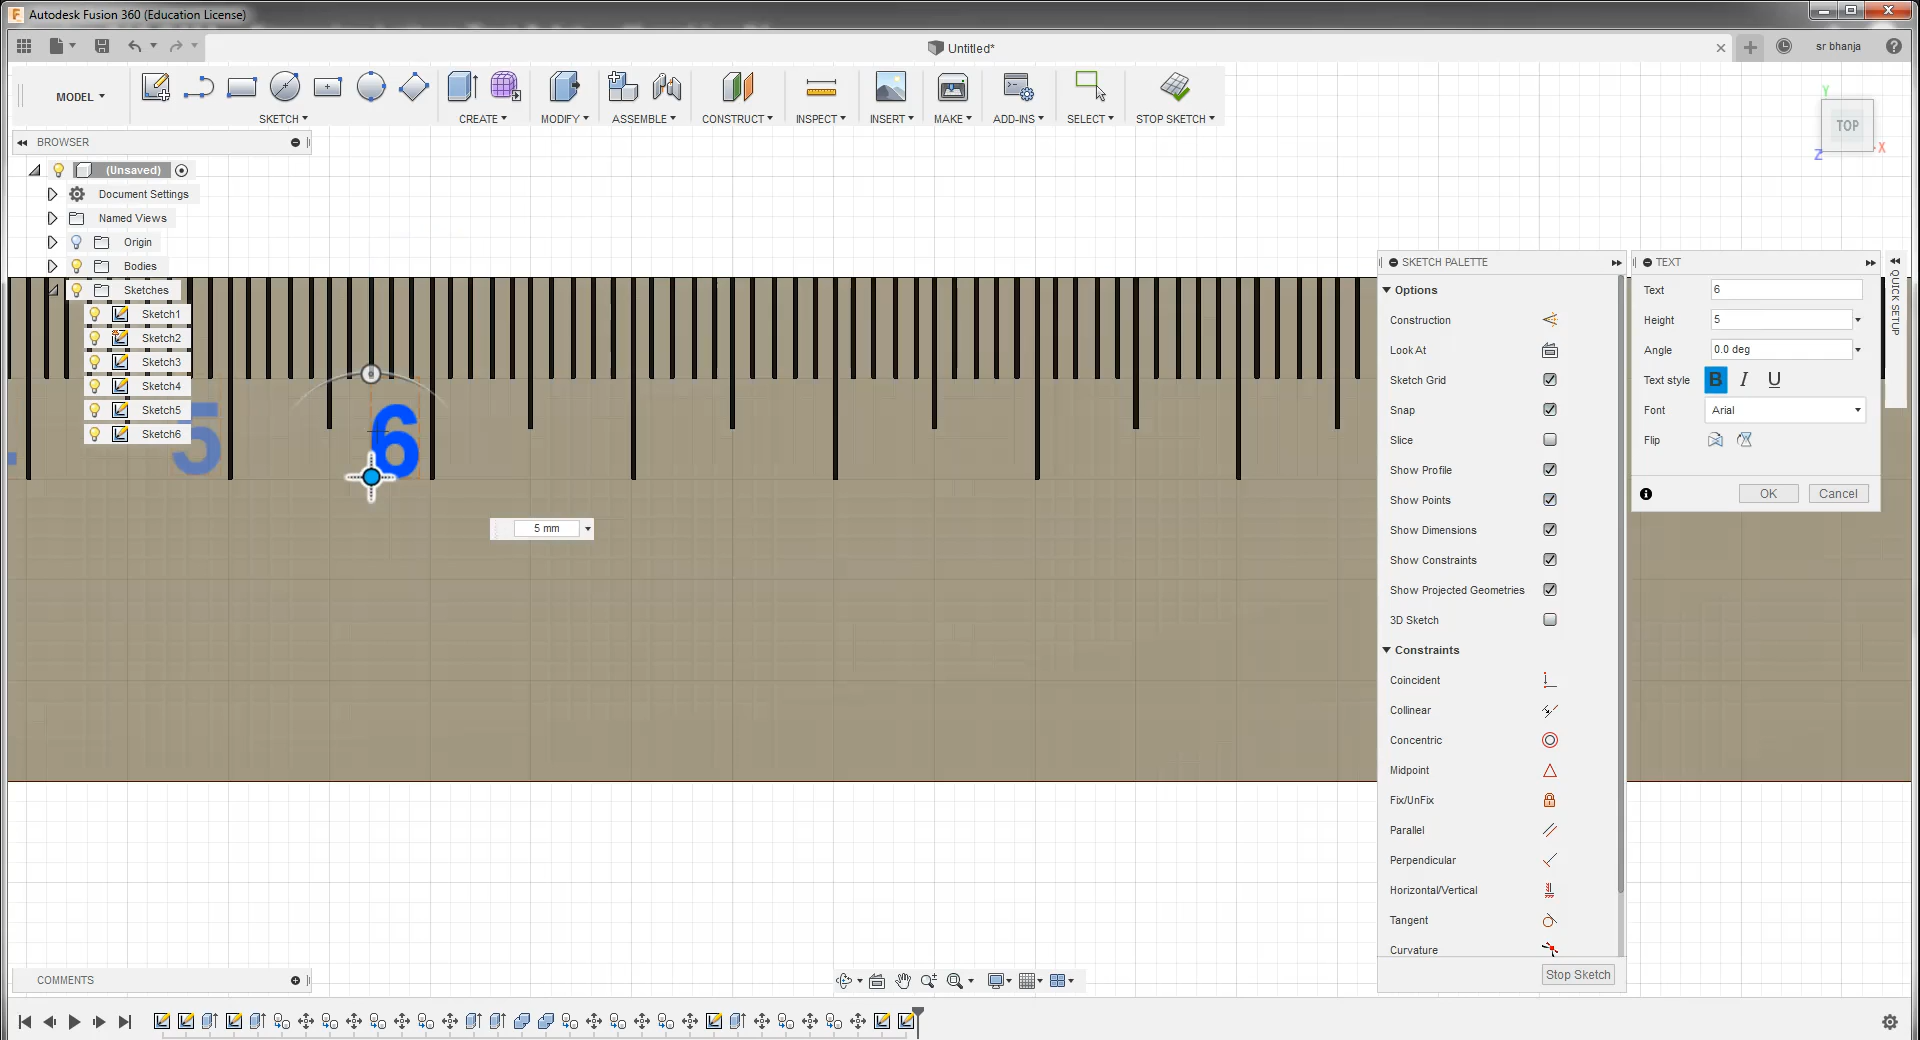 Autodesk Fusion 360 (Education License)
Untitled*
sr bhanja
MODEL
SKETCH
CREATE
MODIFY
ASSEMBLE
CONSTRUCT
INSPECT
INSERT
MAKE
ADD-INS
SELECT
STOP SKETCH
TOP
Y
X
Z
BROWSER
(Unsaved)
Document Settings
Named Views
Origin
Bodies
Sketches
Sketch1
Sketch2
Sketch3
Sketch4
Sketch5
Sketch6
5
6
5 mm
SKETCH PALETTE
Options
Construction
Look At
Sketch Grid
Snap
Slice
Show Profile
Show Points
Show Dimensions
Show Constraints
Show Projected Geometries
3D Sketch
Constraints
Coincident
Collinear
Concentric
Midpoint
Fix/UnFix
Parallel
Perpendicular
Horizontal/Vertical
Tangent
Curvature
Stop Sketch
TEXT
Text 6
Height 5
Angle 0.0 deg
Text style B I U
Font Arial
Flip
OK Cancel
QUICK SETUP
COMMENTS